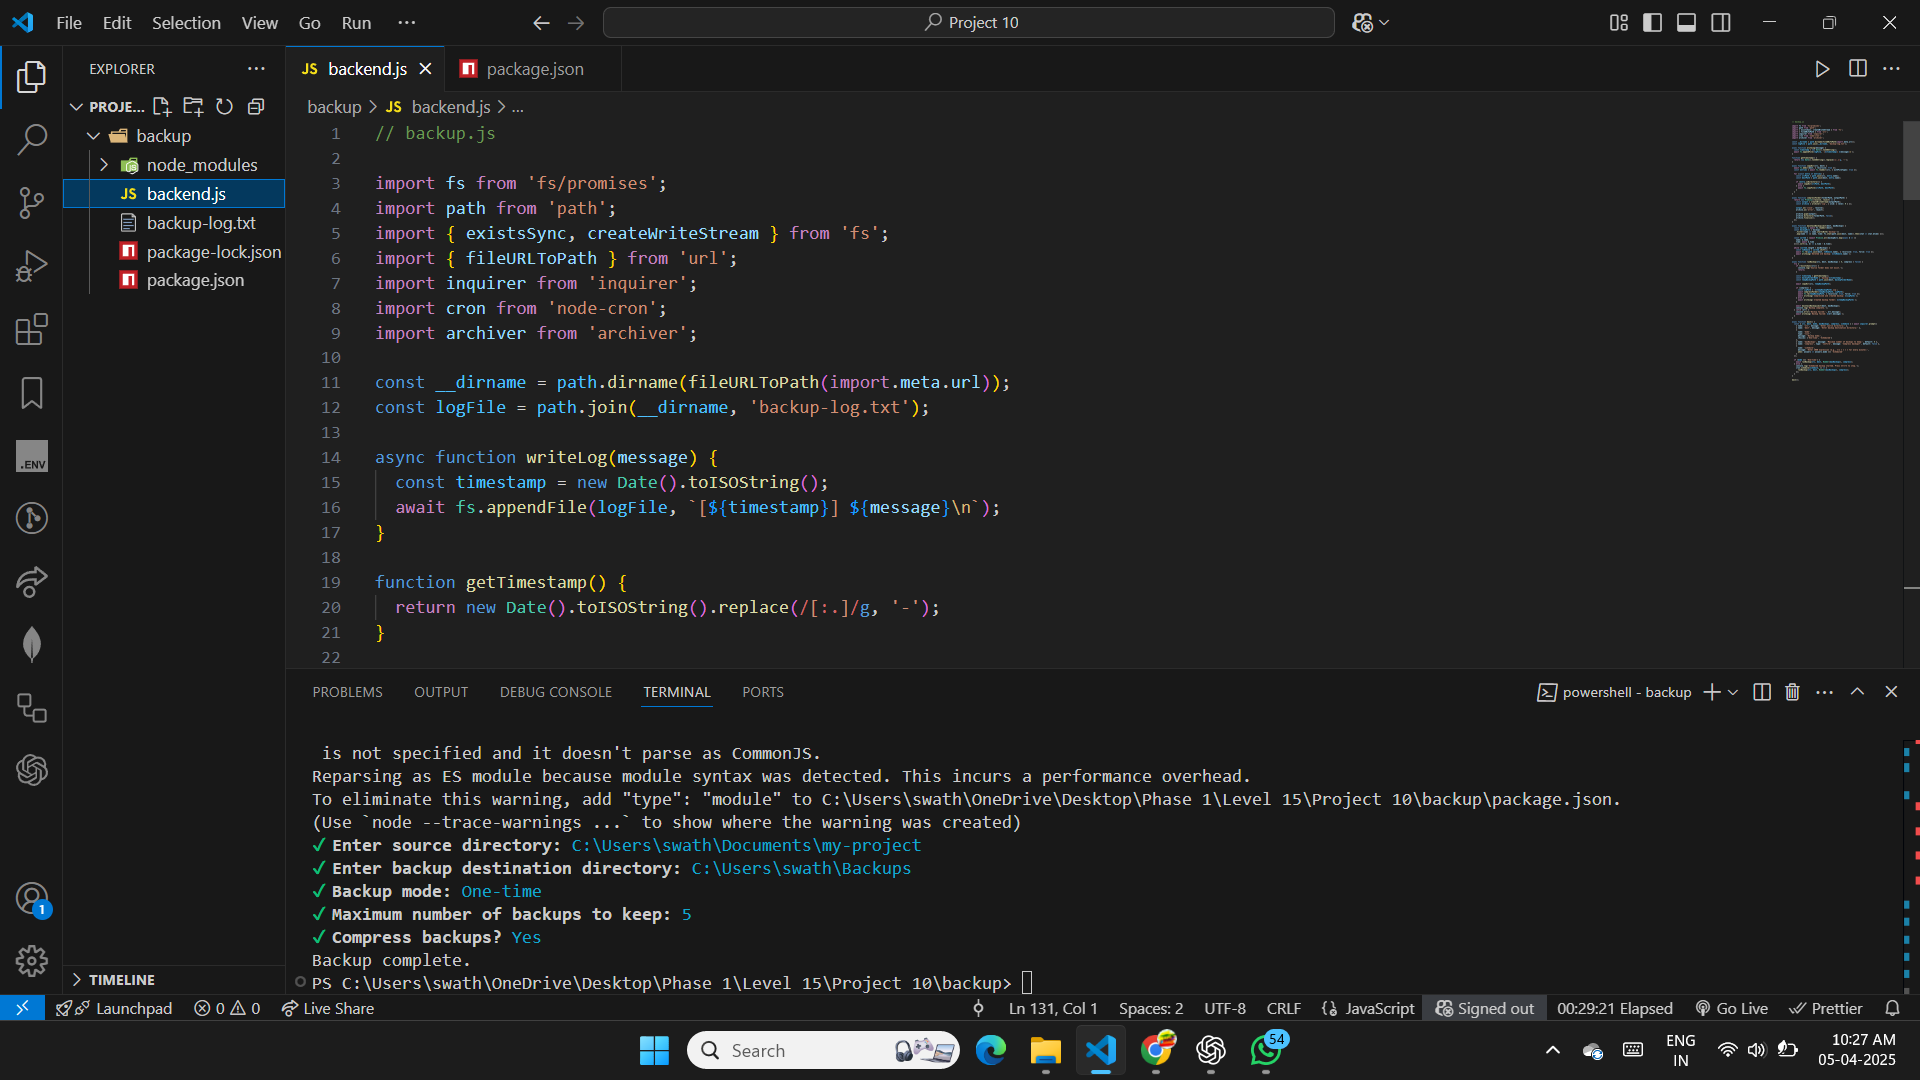 File Edit Selection View Go Run ···
Project 10
EXPLORER
PROJE...
backup
node_modules
JS backend.js
backup-log.txt
package-lock.json
package.json
TIMELINE
.ENV
1
JS backend.js
package.json
backup > JS backend.js > ...
1 // backup.js
2
3 import fs from 'fs/promises';
4 import path from 'path';
5 import { existsSync, createWriteStream } from 'fs';
6 import { fileURLToPath } from 'url';
7 import inquirer from 'inquirer';
8 import cron from 'node-cron';
9 import archiver from 'archiver';
10
11 const __dirname = path.dirname(fileURLToPath(import.meta.url));
12 const logFile = path.join(__dirname, 'backup-log.txt');
13
14 async function writeLog(message) {
15 const timestamp = new Date().toISOString();
16 await fs.appendFile(logFile, `[${timestamp}] ${message}\n`);
17 }
18
19 function getTimestamp() {
20 return new Date().toISOString().replace(/[:.]/g, '-');
21 }
22
PROBLEMS OUTPUT DEBUG CONSOLE TERMINAL PORTS
powershell - backup
is not specified and it doesn't parse as CommonJS.
Reparsing as ES module because module syntax was detected. This incurs a performance overhead.
To eliminate this warning, add "type": "module" to C:\Users\swath\OneDrive\Desktop\Phase 1\Level 15\Project 10\backup\package.json.
(Use `node --trace-warnings ...` to show where the warning was created)
✓ Enter source directory: C:\Users\swath\Documents\my-project
✓ Enter backup destination directory: C:\Users\swath\Backups
✓ Backup mode: One-time
✓ Maximum number of backups to keep: 5
✓ Compress backups? Yes
Backup complete.
PS C:\Users\swath\OneDrive\Desktop\Phase 1\Level 15\Project 10\backup>
Launchpad 0 0 Live Share
Ln 131, Col 1 Spaces: 2 UTF-8 CRLF JavaScript Signed out 00:29:21 Elapsed Go Live Prettier
Search
54
ENG
IN
10:27 AM
05-04-2025